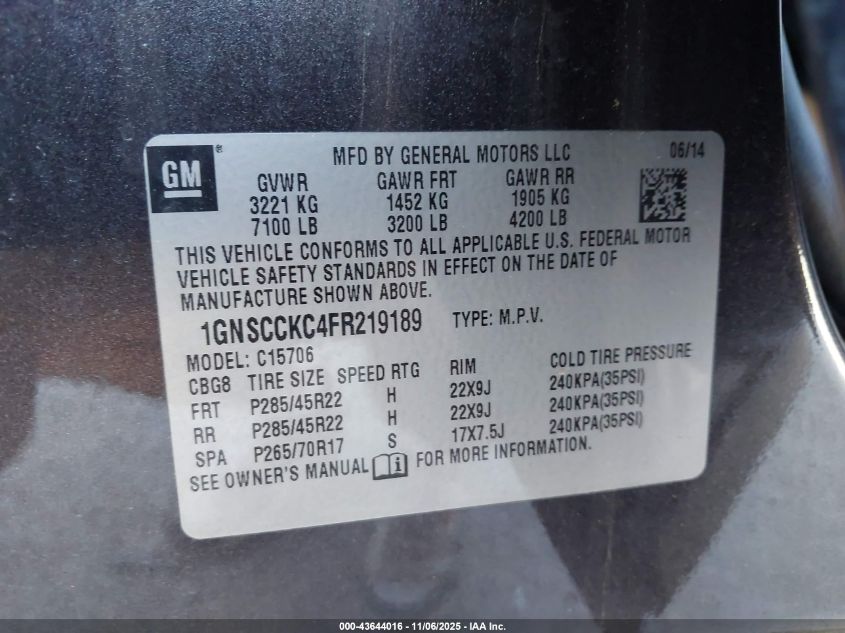 GM
®
MFD BY GENERAL MOTORS LLC 06/14
GVWR GAWR FRT GAWR RR
3221 KG 1452 KG 1905 KG
7100 LB 3200 LB 4200 LB
THIS VEHICLE CONFORMS TO ALL APPLICABLE U.S. FEDERAL MOTOR
VEHICLE SAFETY STANDARDS IN EFFECT ON THE DATE OF
MANUFACTURE SHOWN ABOVE.
1GNSCCKC4FR219189 TYPE: M.P.V.
MODEL: C15706
CBG8 TIRE SIZE SPEED RTG RIM COLD TIRE PRESSURE
FRT P285/45R22 H 22X9J 240KPA(35PSI)
RR P285/45R22 H 22X9J 240KPA(35PSI)
SPA P265/70R17 S 17X7.5J 240KPA(35PSI)
SEE OWNER'S MANUAL FOR MORE INFORMATION.
000-43644016 - 11/06/2025 - IAA Inc.